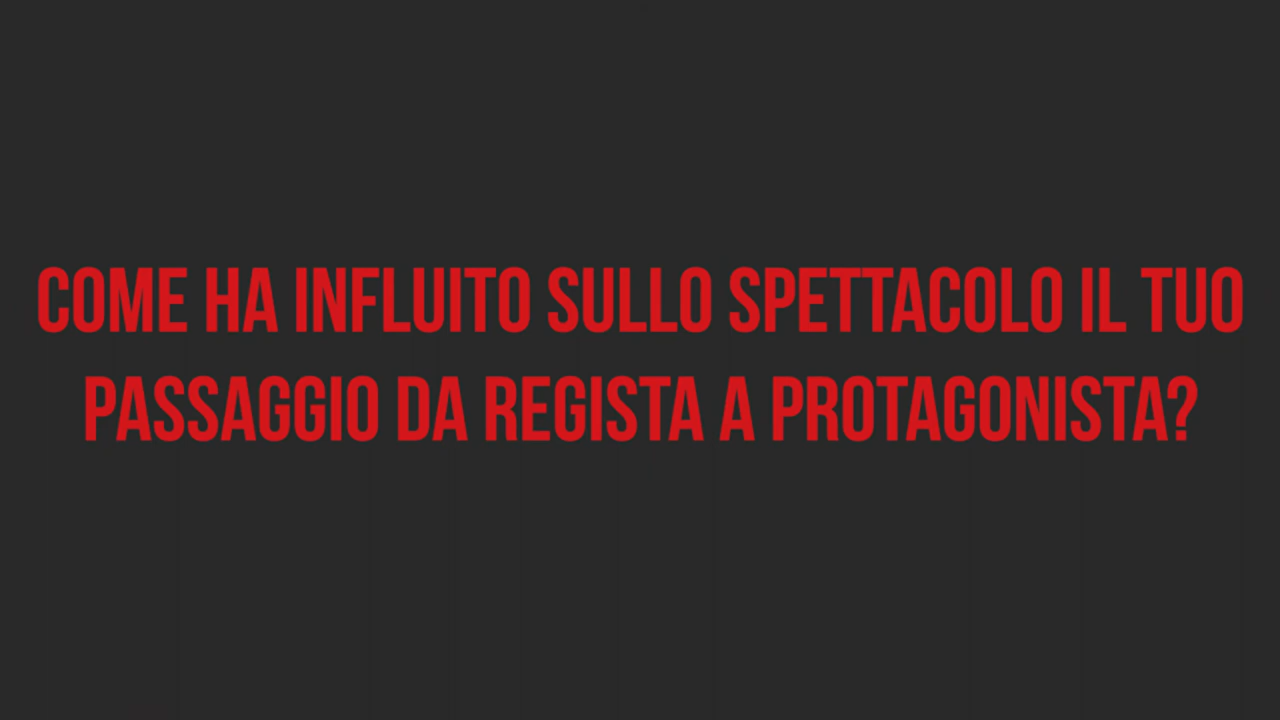 COME HA INFLUITO SULLO SPETTACOLO IL TUO
PASSAGGIO DA REGISTA A PROTAGONISTA?